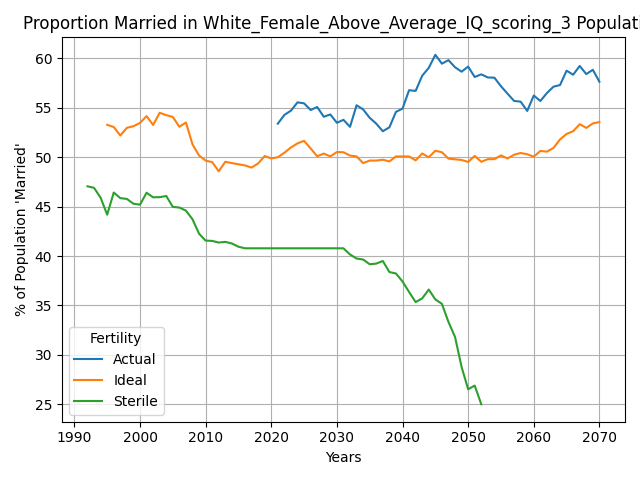 Proportion Married in White_Female_Above_Average_IQ_scoring_3 Populati
% of Population 'Married'
60
55
50
45
40
35
30
25
Fertility
Actual
Ideal
Sterile
1990 2000 2010 2020 2030 2040 2050 2060 2070
Years